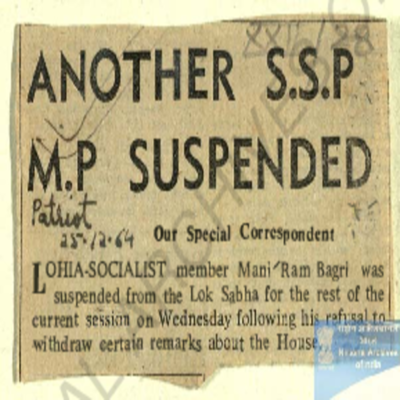 XXII/28
ANOTHER S.S.P
M.P SUSPENDED
Patriot
25-12-64
Our Special Correspondent
LOHIA-SOCIALIST member Mani Ram Bagri was
suspended from the Lok Sabha for the rest of the
current session on Wednesday following his refusal to
withdraw certain remarks about the House.